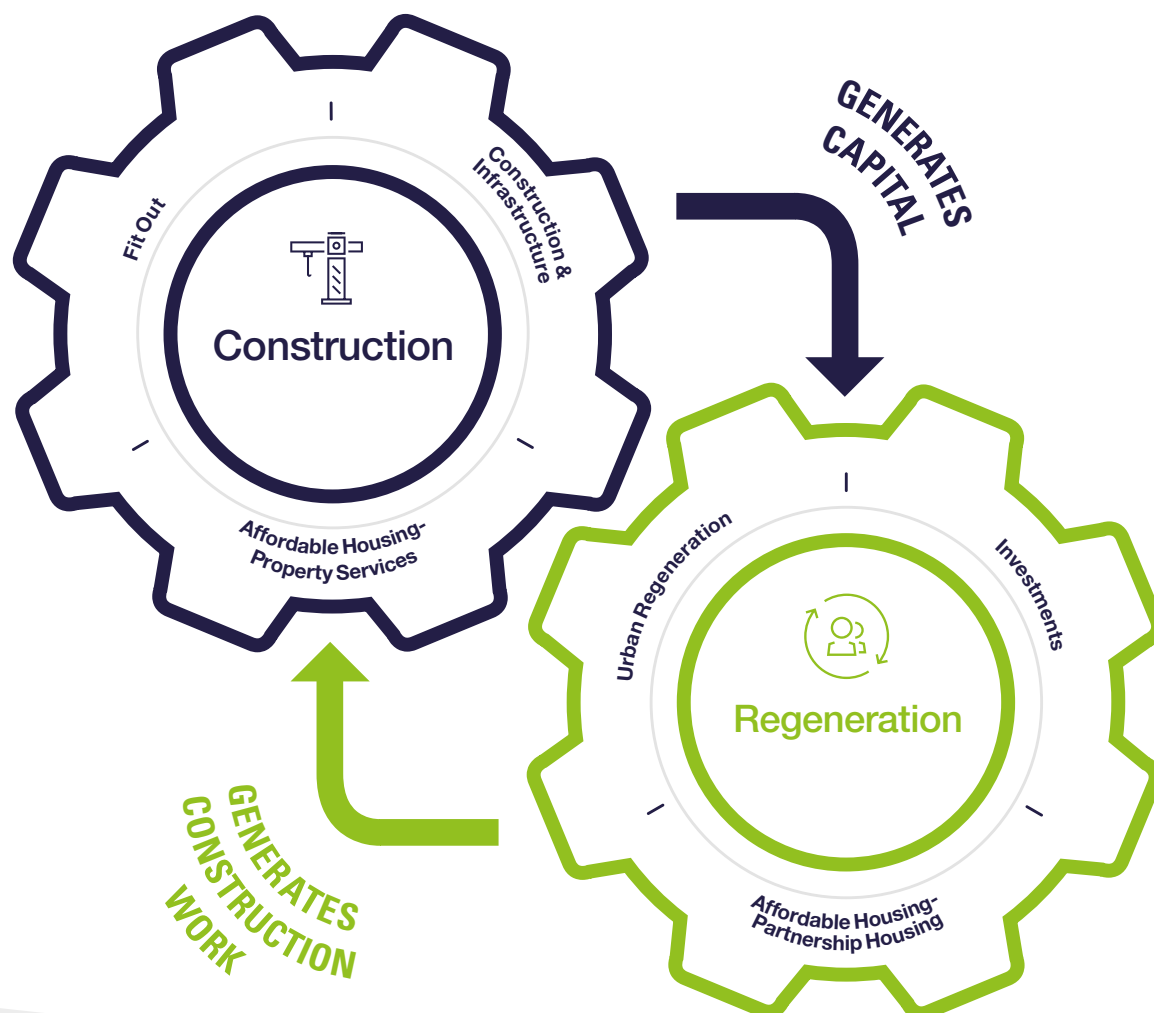 Fit Out
Construction &
Infrastructure
Construction
Affordable Housing-
Property Services
GENERATES
CAPITAL
Urban Regeneration
Investments
Regeneration
Affordable Housing-
Partnership Housing
GENERATES
CONSTRUCTION
WORK